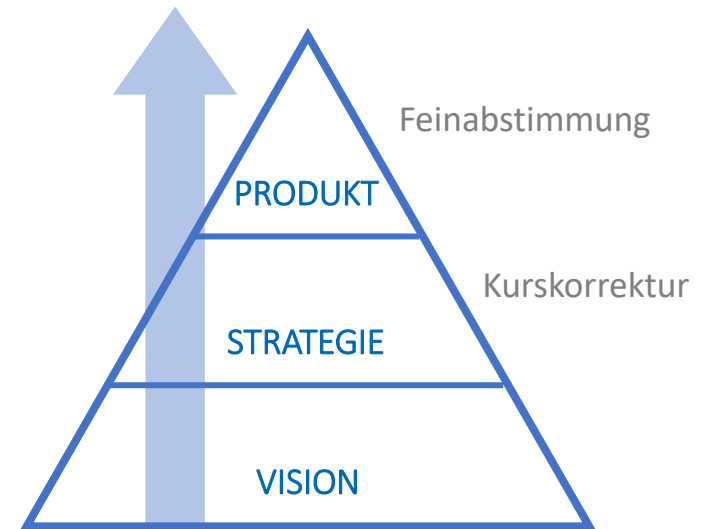 Feinabstimmung
PRODUKT
Kurskorrektur
STRATEGIE
VISION